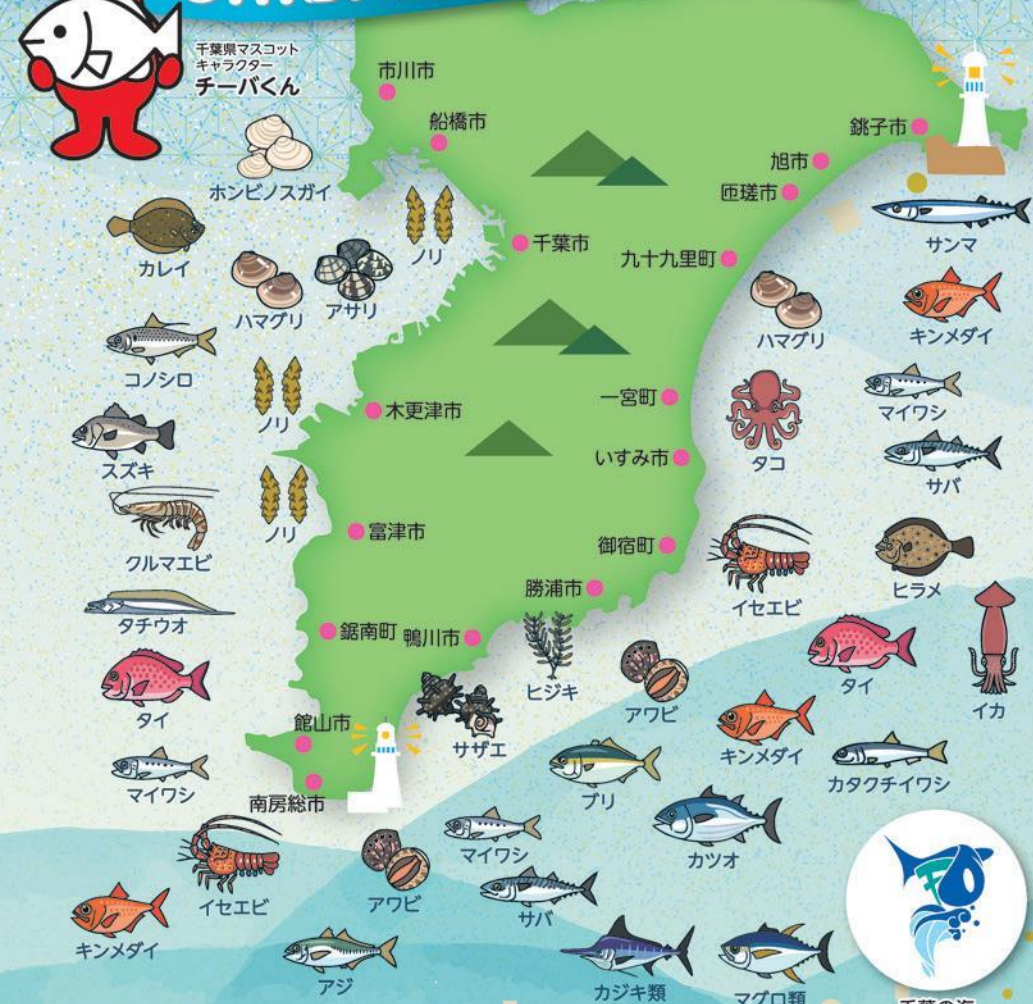 千葉県マスコット
キャラクター
チーバくん
市川市
船橋市
銚子市
旭市
匝瑳市
ホンビノスガイ
サンマ
カレイ
ノリ
千葉市
九十九里町
ハマグリ
アサリ
ハマグリ
キンメダイ
コノシロ
ノリ
木更津市
一宮町
マイワシ
スズキ
いすみ市
タコ
サバ
クルマエビ
ノリ
富津市
御宿町
イセエビ
ヒラメ
勝浦市
タチウオ
鋸南町
鴨川市
ヒジキ
アワビ
タイ
イカ
タイ
館山市
サザエ
キンメダイ
カタクチイワシ
マイワシ
南房総市
ブリ
マイワシ
カツオ
イセエビ
アワビ
サバ
キンメダイ
アジ
カジキ類
マグロ類
千葉の海